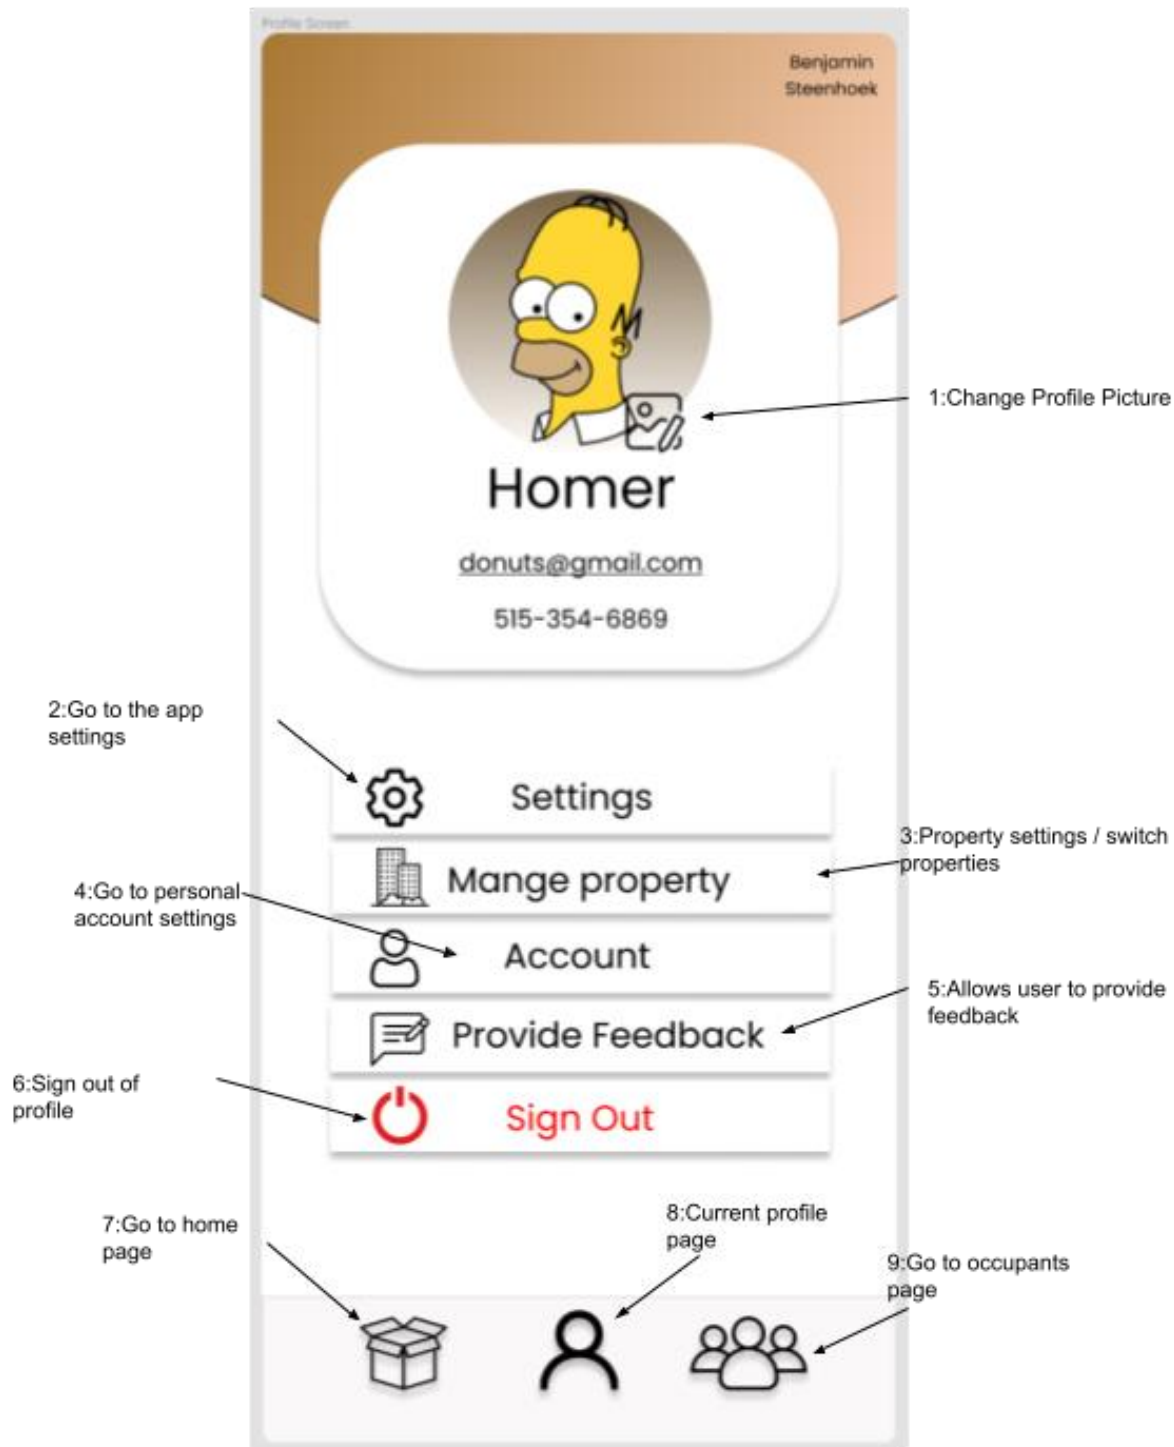 Profile Screen
Benjamin
Steenhoek
1:Change Profile Picture
Homer
donuts@gmail.com
515-354-6869
2:Go to the app
settings
Settings
3:Property settings / switch
properties
Mange property
4:Go to personal
account settings
Account
5:Allows user to provide
feedback
Provide Feedback
6:Sign out of
profile
Sign Out
7:Go to home
page
8:Current profile
page
9:Go to occupants
page